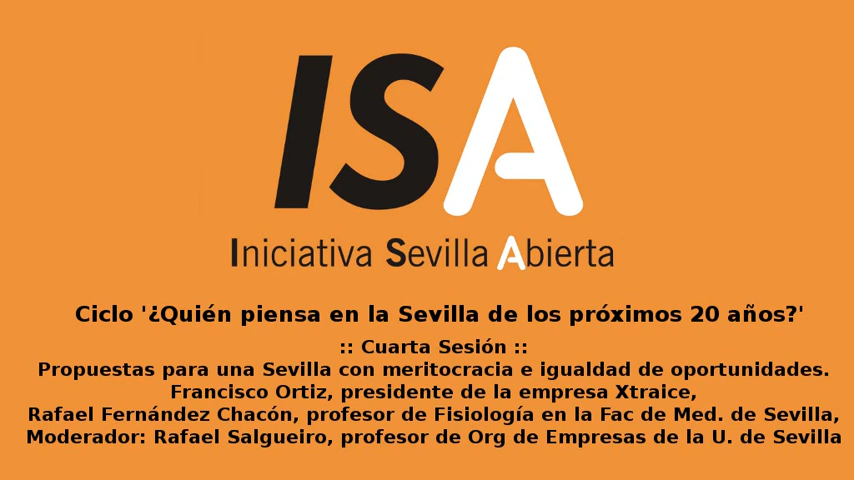 ISA
Iniciativa Sevilla Abierta
Ciclo '¿Quién piensa en la Sevilla de los próximos 20 años?'
:: Cuarta Sesión ::
Propuestas para una Sevilla con meritocracia e igualdad de oportunidades.
Francisco Ortiz, presidente de la empresa Xtraice,
Rafael Fernández Chacón, profesor de Fisiología en la Fac de Med. de Sevilla,
Moderador: Rafael Salgueiro, profesor de Org de Empresas de la U. de Sevilla